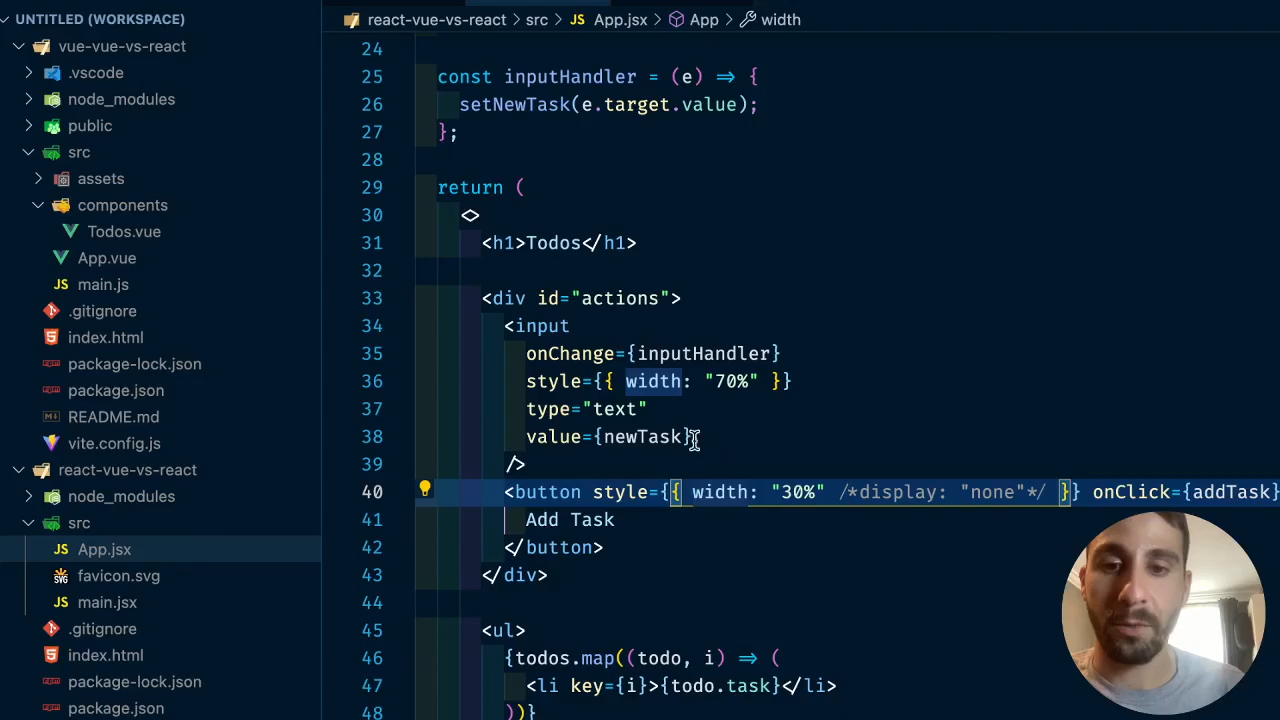 UNTITLED (WORKSPACE)
vue-vue-vs-react
.vscode
node_modules
public
src
assets
components
Todos.vue
App.vue
main.js
.gitignore
index.html
package-lock.json
package.json
README.md
vite.config.js
react-vue-vs-react
node_modules
src
JS App.jsx
favicon.svg
JS main.jsx
.gitignore
index.html
package-lock.json
package.json
react-vue-vs-react > src > JS App.jsx > App > width
24
25 const inputHandler = (e) => {
26 setNewTask(e.target.value);
27 };
28
29 return (
30 <>
31 <h1>Todos</h1>
32
33 <div id="actions">
34 <input
35 onChange={inputHandler}
36 style={{ width: "70%" }}
37 type="text"
38 value={newTask}
39 />
40 <button style={{ width: "30%" /*display: "none"*/ }} onClick={addTask}
41 Add Task
42 </button>
43 </div>
44
45 <ul>
46 {todos.map((todo, i) => (
47 <li key={i}>{todo.task}</li>
48 ))}